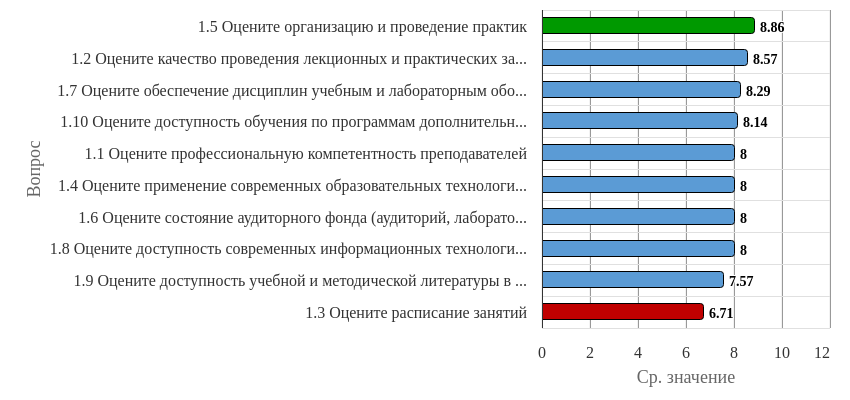 1.5 Оцените организацию и проведение практик 8.86
1.2 Оцените качество проведения лекционных и практических за... 8.57
1.7 Оцените обеспечение дисциплин учебным и лабораторным обо... 8.29
1.10 Оцените доступность обучения по программам дополнительн... 8.14
1.1 Оцените профессиональную компетентность преподавателей 8
1.4 Оцените применение современных образовательных технологи... 8
1.6 Оцените состояние аудиторного фонда (аудиторий, лаборато... 8
1.8 Оцените доступность современных информационных технологи... 8
1.9 Оцените доступность учебной и методической литературы в ... 7.57
1.3 Оцените расписание занятий 6.71
Вопрос
0 2 4 6 8 10 12
Ср. значение